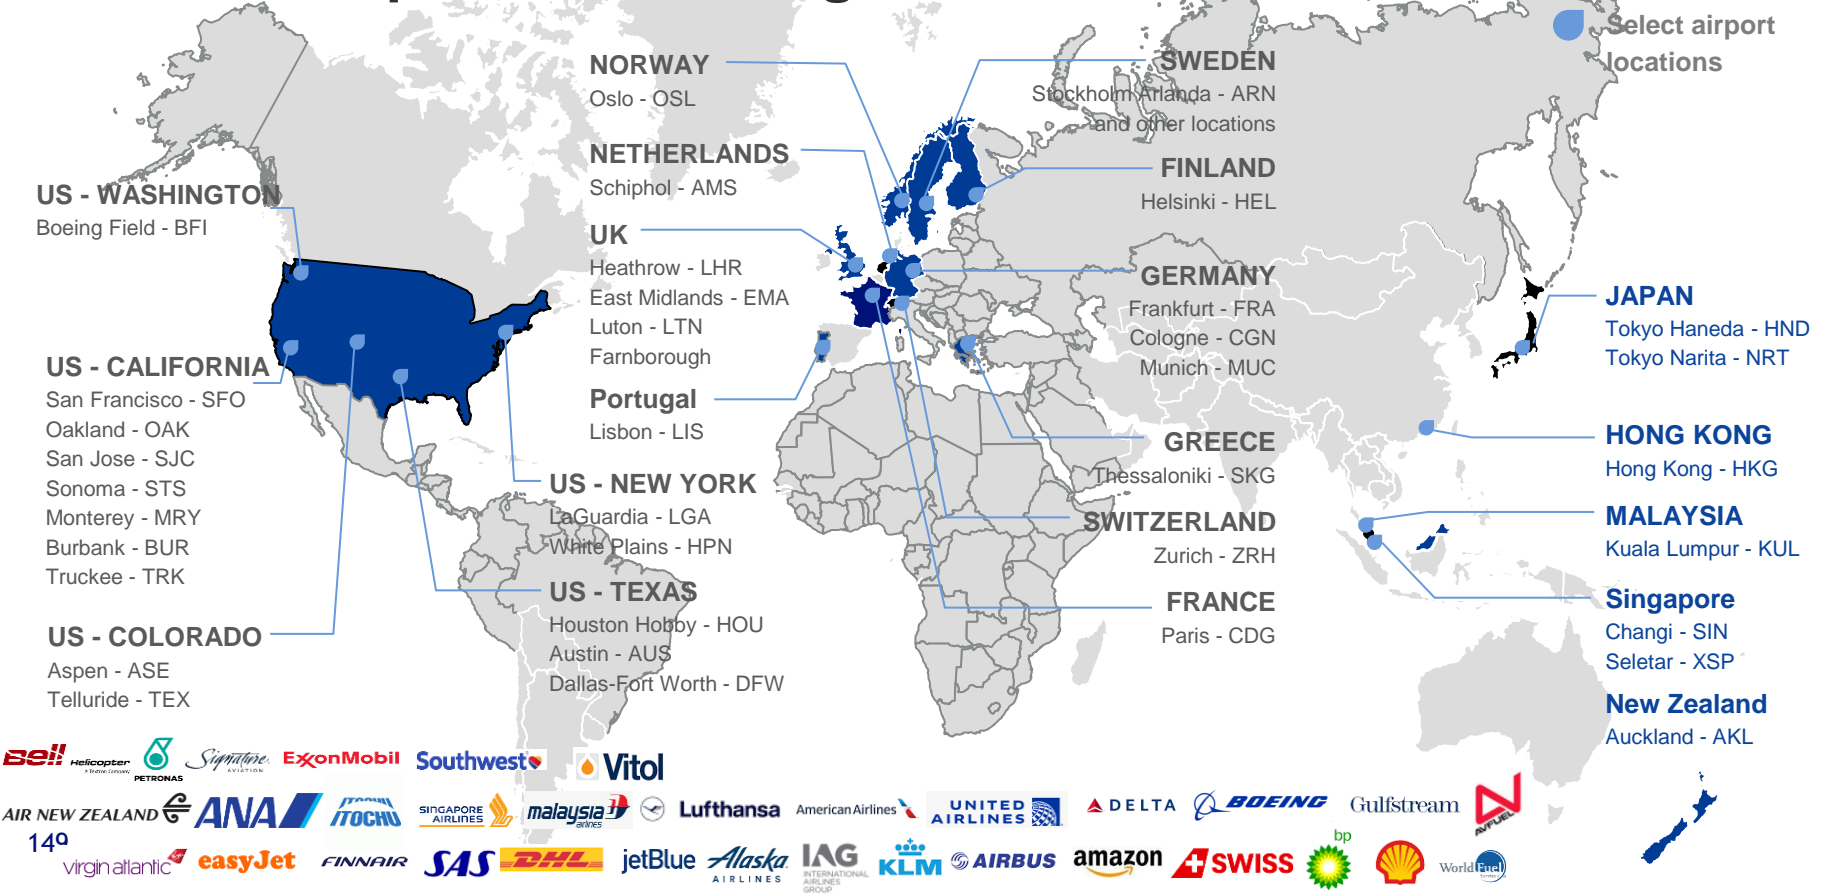 Select airport
locations
NORWAY
Oslo - OSL
SWEDEN
Stockholm Arlanda - ARN
and other locations
NETHERLANDS
Schiphol - AMS
FINLAND
Helsinki - HEL
US - WASHINGTON
Boeing Field - BFI
UK
Heathrow - LHR
East Midlands - EMA
Luton - LTN
Farnborough
GERMANY
Frankfurt - FRA
Cologne - CGN
Munich - MUC
JAPAN
Tokyo Haneda - HND
Tokyo Narita - NRT
US - CALIFORNIA
San Francisco - SFO
Oakland - OAK
San Jose - SJC
Sonoma - STS
Monterey - MRY
Burbank - BUR
Truckee - TRK
Portugal
Lisbon - LIS
GREECE
Thessaloniki - SKG
HONG KONG
Hong Kong - HKG
US - NEW YORK
LaGuardia - LGA
White Plains - HPN
SWITZERLAND
Zurich - ZRH
MALAYSIA
Kuala Lumpur - KUL
US - TEXAS
Houston Hobby - HOU
Austin - AUS
Dallas-Fort Worth - DFW
FRANCE
Paris - CDG
Singapore
Changi - SIN
Seletar - XSP
US - COLORADO
Aspen - ASE
Telluride - TEX
New Zealand
Auckland - AKL
Bell Helicopter
A Textron Company
PETRONAS
Signature
AVIATION
ExxonMobil
Southwest
Vitol
AIR NEW ZEALAND
ANA
ITOCHU
SINGAPORE
AIRLINES
malaysia
airlines
Lufthansa
American Airlines
UNITED
AIRLINES
DELTA
BOEING
Gulfstream
AVFUEL
149
virgin atlantic
easyJet
FINNAIR
SAS
DHL
jetBlue
Alaska
AIRLINES
IAG
INTERNATIONAL
AIRLINES
GROUP
KLM
AIRBUS
amazon
SWISS
bp
World Fuel